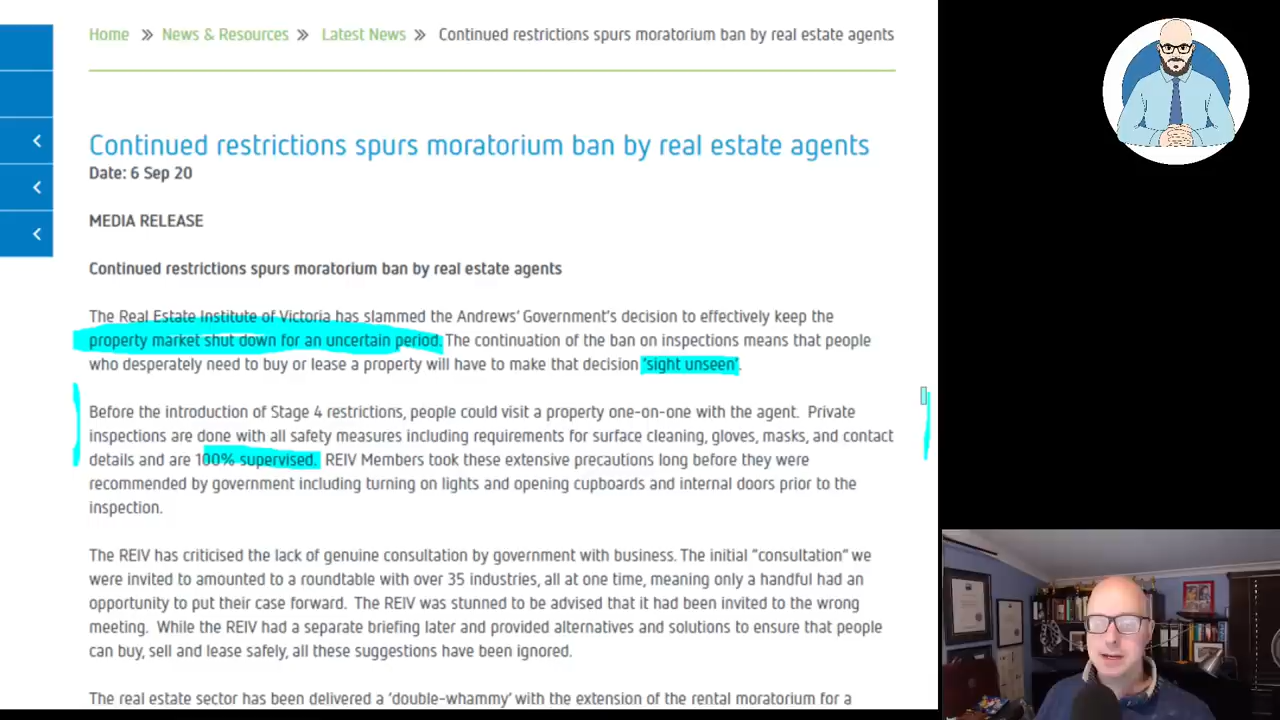 Home » News & Resources » Latest News » Continued restrictions spurs moratorium ban by real estate agents
Continued restrictions spurs moratorium ban by real estate agents
Date: 6 Sep 20
MEDIA RELEASE
Continued restrictions spurs moratorium ban by real estate agents
The Real Estate Institute of Victoria has slammed the Andrews' Government's decision to effectively keep the
property market shut down for an uncertain period. The continuation of the ban on inspections means that people
who desperately need to buy or lease a property will have to make that decision 'sight unseen'.
Before the introduction of Stage 4 restrictions, people could visit a property one-on-one with the agent. Private
inspections are done with all safety measures including requirements for surface cleaning, gloves, masks, and contact
details and are 100% supervised. REIV Members took these extensive precautions long before they were
recommended by government including turning on lights and opening cupboards and internal doors prior to the
inspection.
The REIV has criticised the lack of genuine consultation by government with business. The initial "consultation" we
were invited to amounted to a roundtable with over 35 industries, all at one time, meaning only a handful had an
opportunity to put their case forward. The REIV was stunned to be advised that it had been invited to the wrong
meeting. While the REIV had a separate briefing later and provided alternatives and solutions to ensure that people
can buy, sell and lease safely, all these suggestions have been ignored.
The real estate sector has been delivered a 'double-whammy' with the extension of the rental moratorium for a